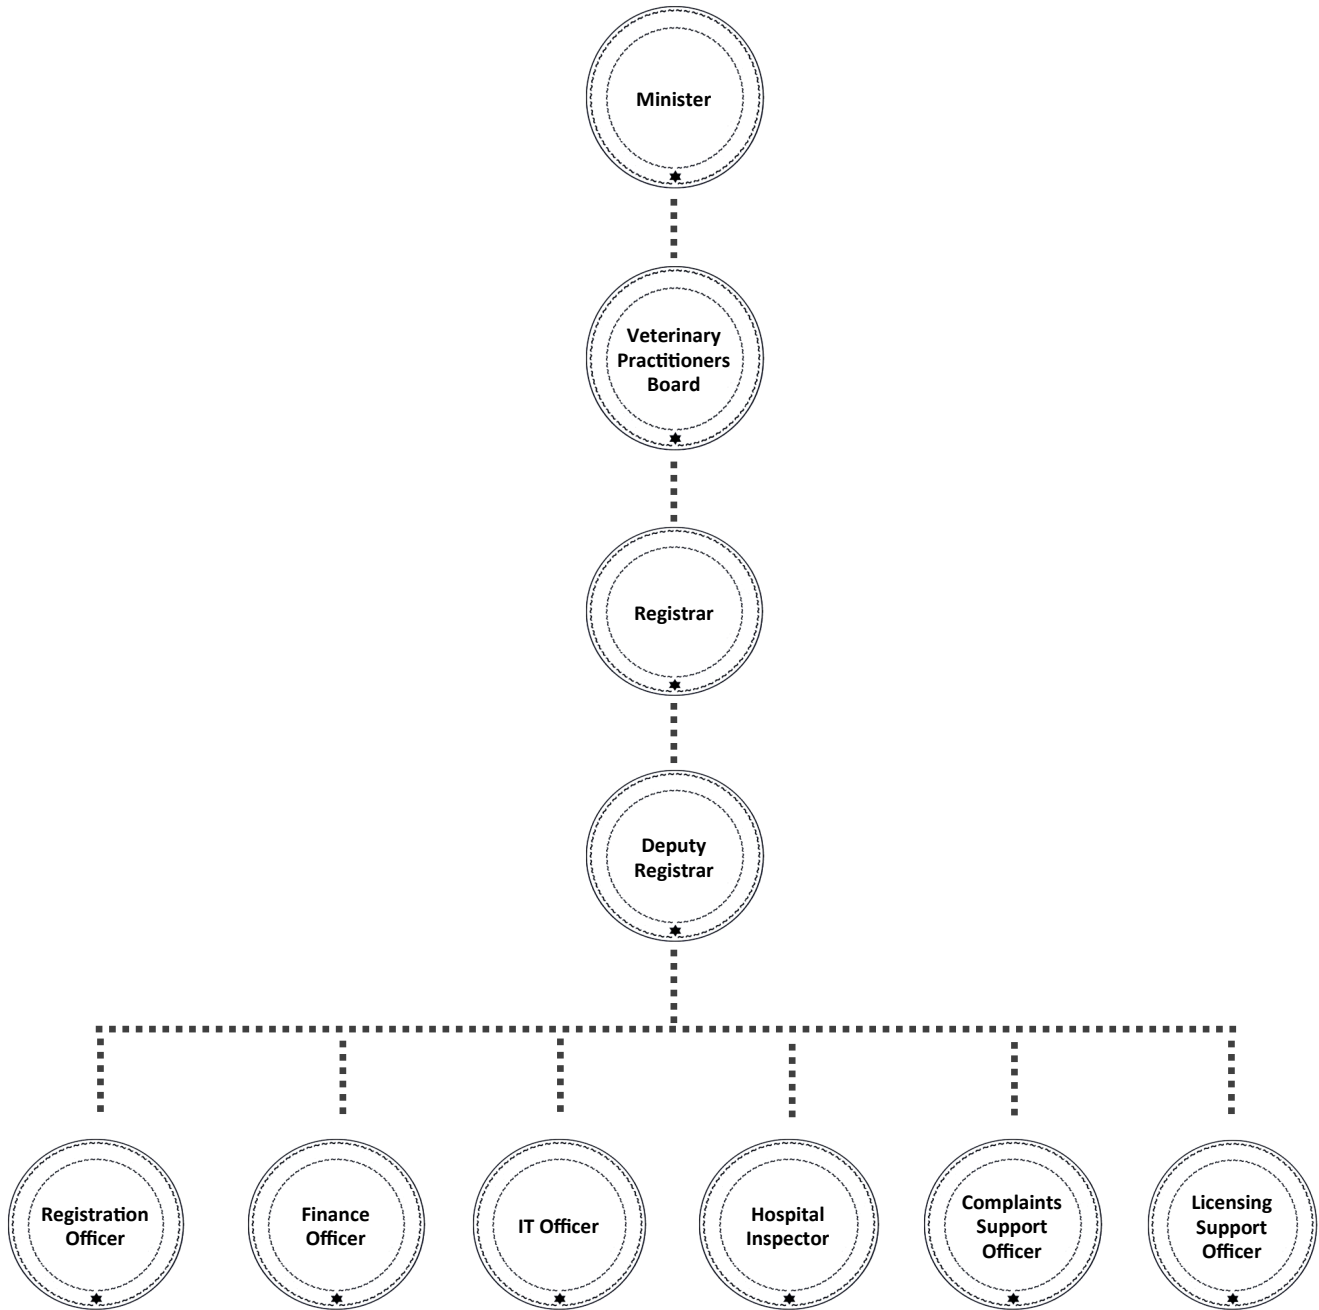 Minister
Veterinary
Practitioners
Board
Registrar
Deputy
Registrar
Registration
Officer
Finance
Officer
IT Officer
Hospital
Inspector
Complaints
Support
Officer
Licensing
Support
Officer